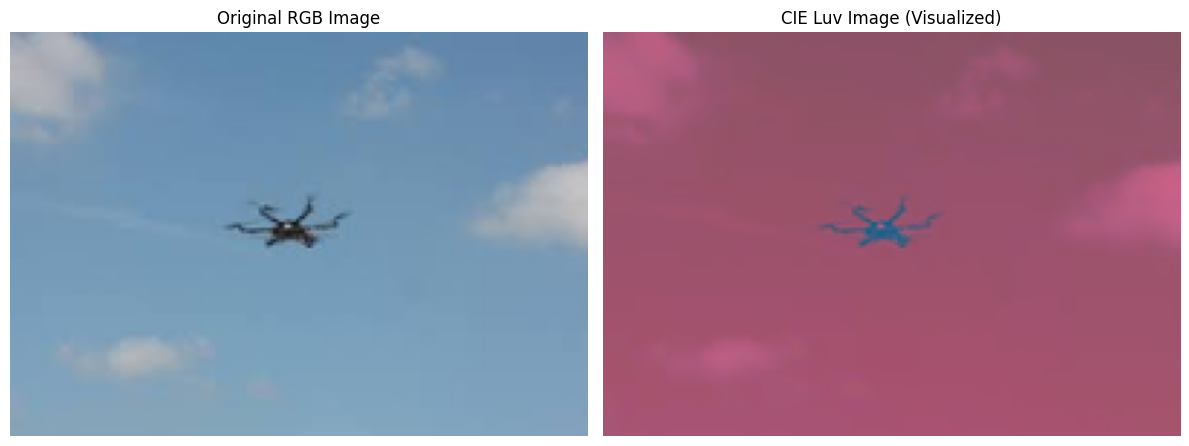 Original RGB Image
CIE Luv Image (Visualized)